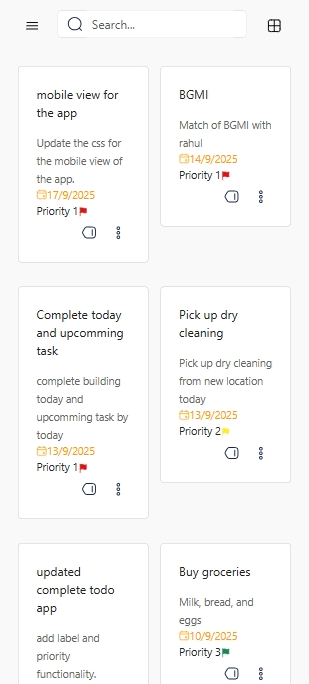 Search...
mobile view for
the app
Update the css for
the mobile view of
the app.
17/9/2025
Priority 1
BGMI
Match of BGMI with
rahul
14/9/2025
Priority 1
Complete today
and upcomming
task
complete building
today and
upcomming task by
today
13/9/2025
Priority 1
Pick up dry
cleaning
Pick up dry cleaning
from new location
today
13/9/2025
Priority 2
updated
complete todo
app
add label and
priority
functionality.
Buy groceries
Milk, bread, and
eggs
10/9/2025
Priority 3